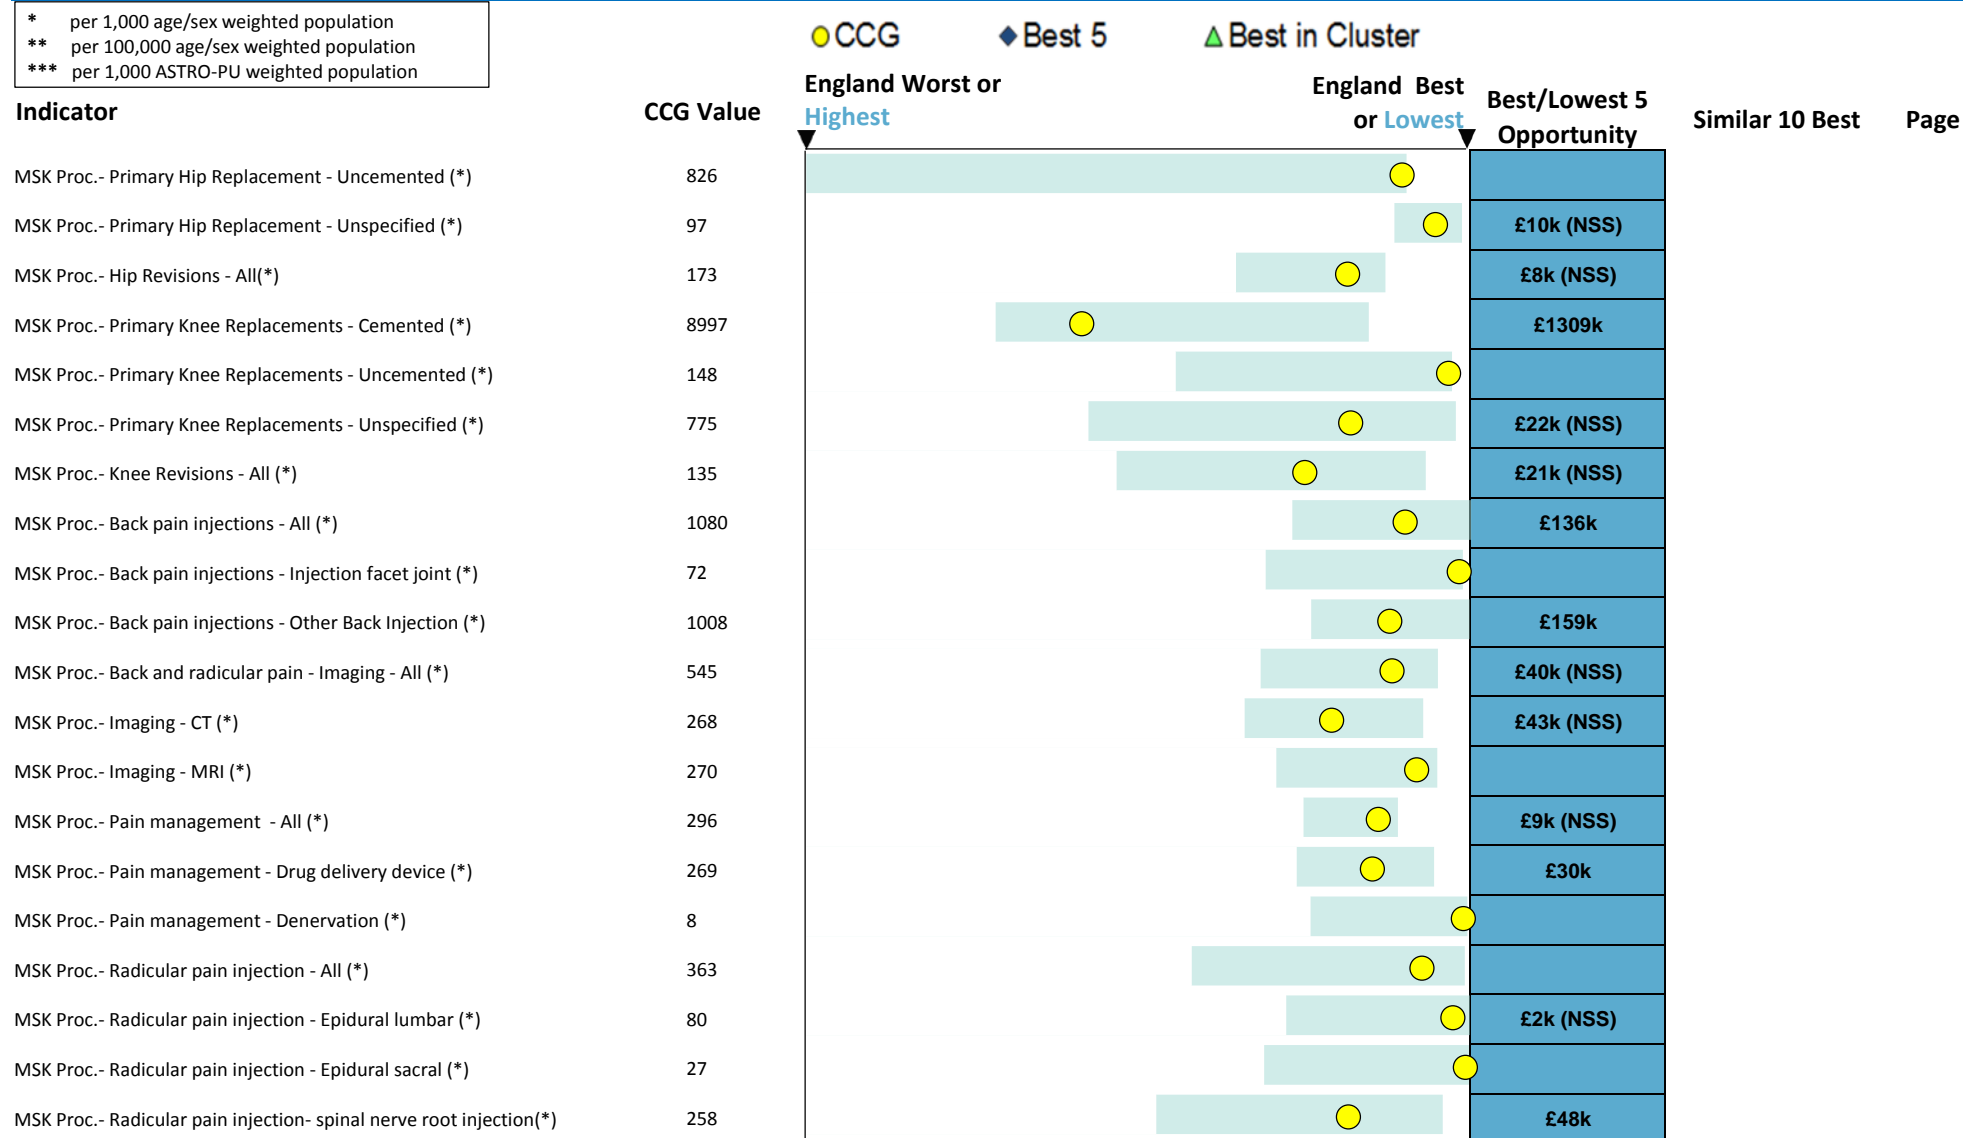 * per 1,000 age/sex weighted population
** per 100,000 age/sex weighted population
*** per 1,000 ASTRO-PU weighted population
CCG Best 5 Best in Cluster
Indicator CCG Value England Worst or Highest England Best or Lowest Best/Lowest 5 Opportunity Similar 10 Best Page
MSK Proc.- Primary Hip Replacement - Uncemented (*) 826
MSK Proc.- Primary Hip Replacement - Unspecified (*) 97 £10k (NSS)
MSK Proc.- Hip Revisions - All(*) 173 £8k (NSS)
MSK Proc.- Primary Knee Replacements - Cemented (*) 8997 £1309k
MSK Proc.- Primary Knee Replacements - Uncemented (*) 148
MSK Proc.- Primary Knee Replacements - Unspecified (*) 775 £22k (NSS)
MSK Proc.- Knee Revisions - All (*) 135 £21k (NSS)
MSK Proc.- Back pain injections - All (*) 1080 £136k
MSK Proc.- Back pain injections - Injection facet joint (*) 72
MSK Proc.- Back pain injections - Other Back Injection (*) 1008 £159k
MSK Proc.- Back and radicular pain - Imaging - All (*) 545 £40k (NSS)
MSK Proc.- Imaging - CT (*) 268 £43k (NSS)
MSK Proc.- Imaging - MRI (*) 270
MSK Proc.- Pain management - All (*) 296 £9k (NSS)
MSK Proc.- Pain management - Drug delivery device (*) 269 £30k
MSK Proc.- Pain management - Denervation (*) 8
MSK Proc.- Radicular pain injection - All (*) 363
MSK Proc.- Radicular pain injection - Epidural lumbar (*) 80 £2k (NSS)
MSK Proc.- Radicular pain injection - Epidural sacral (*) 27
MSK Proc.- Radicular pain injection- spinal nerve root injection(*) 258 £48k